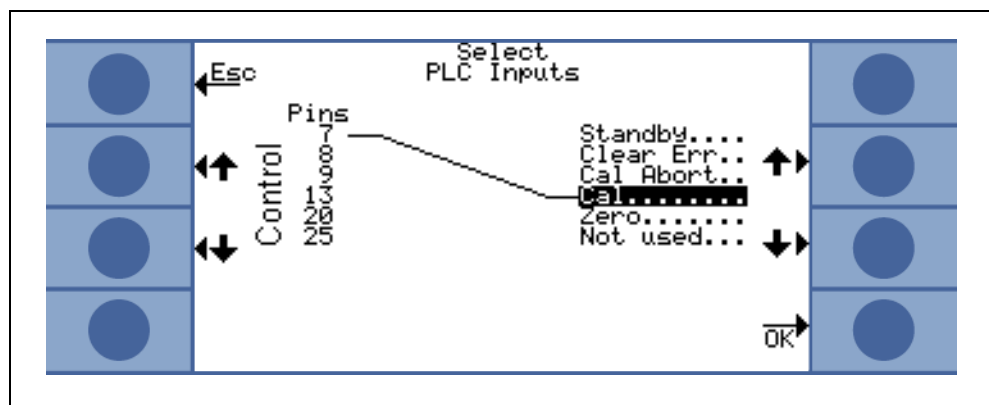 Select
PLC Inputs
Esc
Pins
Control
7
8
9
13
20
25
Standby....
Clear Err..
Cal Abort..
Cal........
Zero.......
Not used...
OK